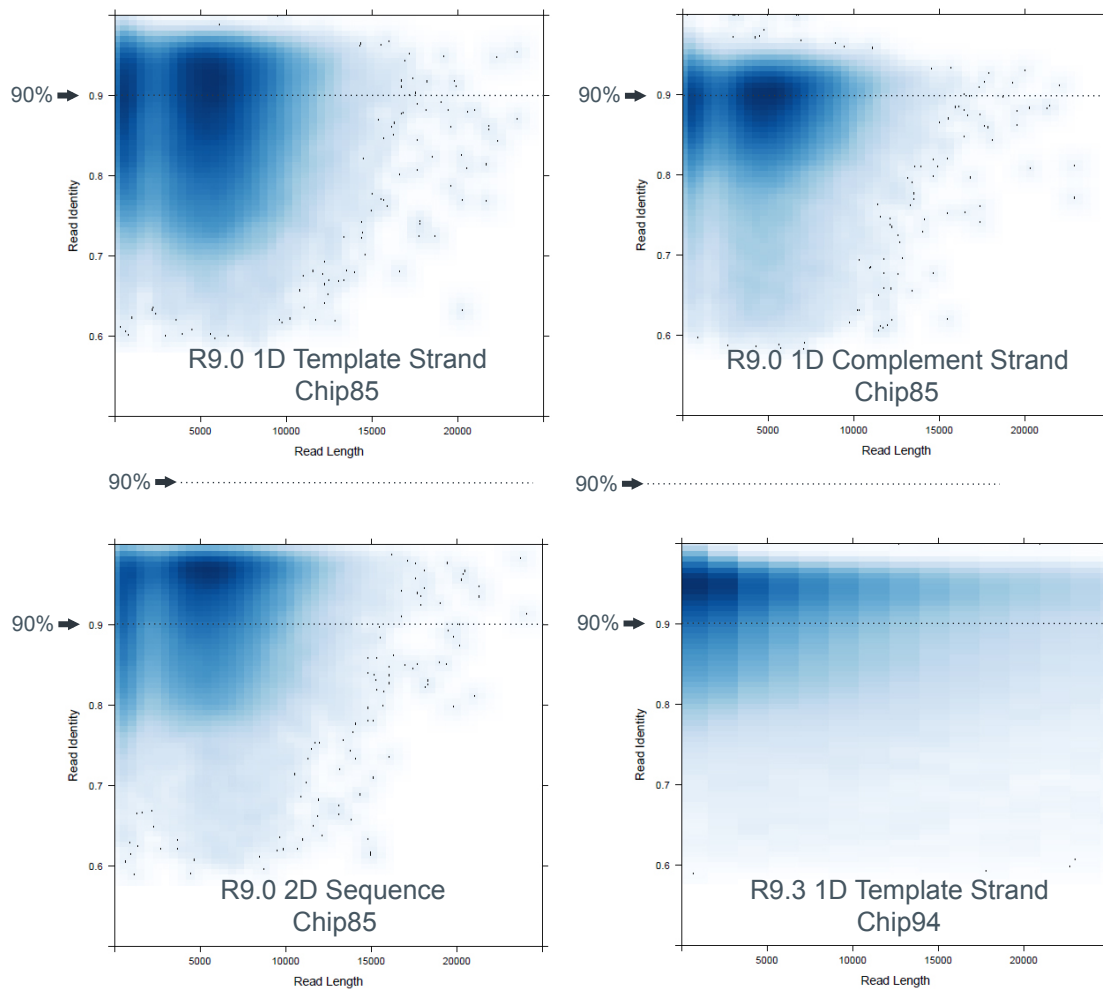 90%
Read Identity
0.9
0.8
0.7
0.6
R9.0 1D Template Strand
Chip85
5000 10000 15000 20000
Read Length
90%
Read Identity
0.9
0.8
0.7
0.6
R9.0 1D Complement Strand
Chip85
5000 10000 15000 20000
Read Length
90%
90%
90%
Read Identity
0.9
0.8
0.7
0.6
R9.0 2D Sequence
Chip85
5000 10000 15000 20000
Read Length
90%
Read Identity
0.9
0.8
0.7
0.6
R9.3 1D Template Strand
Chip94
5000 10000 15000 20000
Read Length